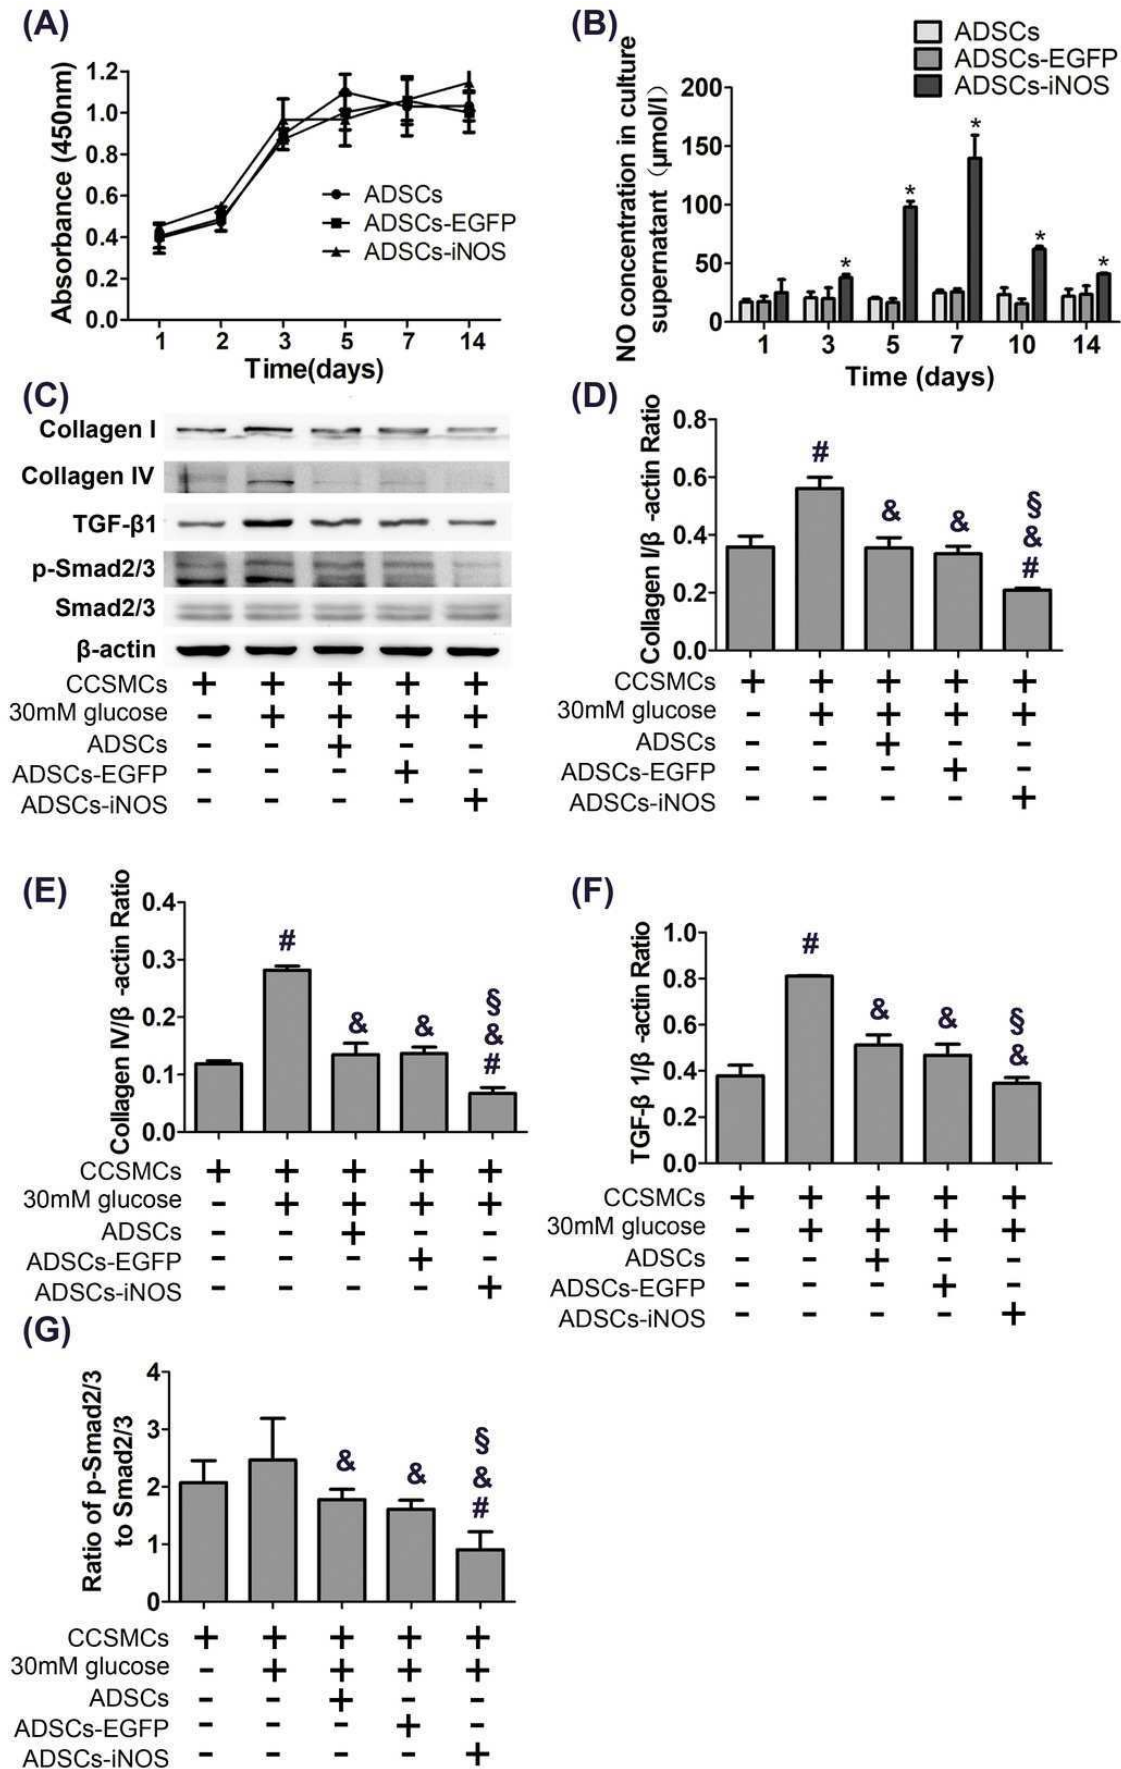 (A)
Absorbance (450nm)
1.2
1.0
0.8
0.6
0.4
0.2
0.0
ADSCs
ADSCs-EGFP
ADSCs-iNOS
1 2 3 5 7 14
Time(days)
(B)
ADSCs
ADSCs-EGFP
ADSCs-iNOS
NO concentration in culture
supernatant (μmol/l)
200
150
100
50
0
* * * * *
1 3 5 7 10 14
Time (days)
(C)
Collagen I
Collagen IV
TGF-β1
p-Smad2/3
Smad2/3
β-actin
CCSMCs + + + + +
30mM glucose - + + + +
ADSCs - - + - -
ADSCs-EGFP - - - + -
ADSCs-iNOS - - - - +
(D)
Collagen I/β -actin Ratio
0.8
0.6
0.4
0.2
0.0
#
&
&
§
&
#
CCSMCs + + + + +
30mM glucose - + + + +
ADSCs - - + - -
ADSCs-EGFP - - - + -
ADSCs-iNOS - - - - +
(E)
Collagen IV/β -actin Ratio
0.4
0.3
0.2
0.1
0.0
#
&
&
§
&
#
CCSMCs + + + + +
30mM glucose - + + + +
ADSCs - - + - -
ADSCs-EGFP - - - + -
ADSCs-iNOS - - - - +
(F)
TGF-β 1/β -actin Ratio
1.0
0.8
0.6
0.4
0.2
0.0
#
&
&
§
&
CCSMCs + + + + +
30mM glucose - + + + +
ADSCs - - + - -
ADSCs-EGFP - - - + -
ADSCs-iNOS - - - - +
(G)
Ratio of p-Smad2/3
to Smad2/3
4
3
2
1
0
&
&
§
&
#
CCSMCs + + + + +
30mM glucose - + + + +
ADSCs - - + - -
ADSCs-EGFP - - - + -
ADSCs-iNOS - - - - +